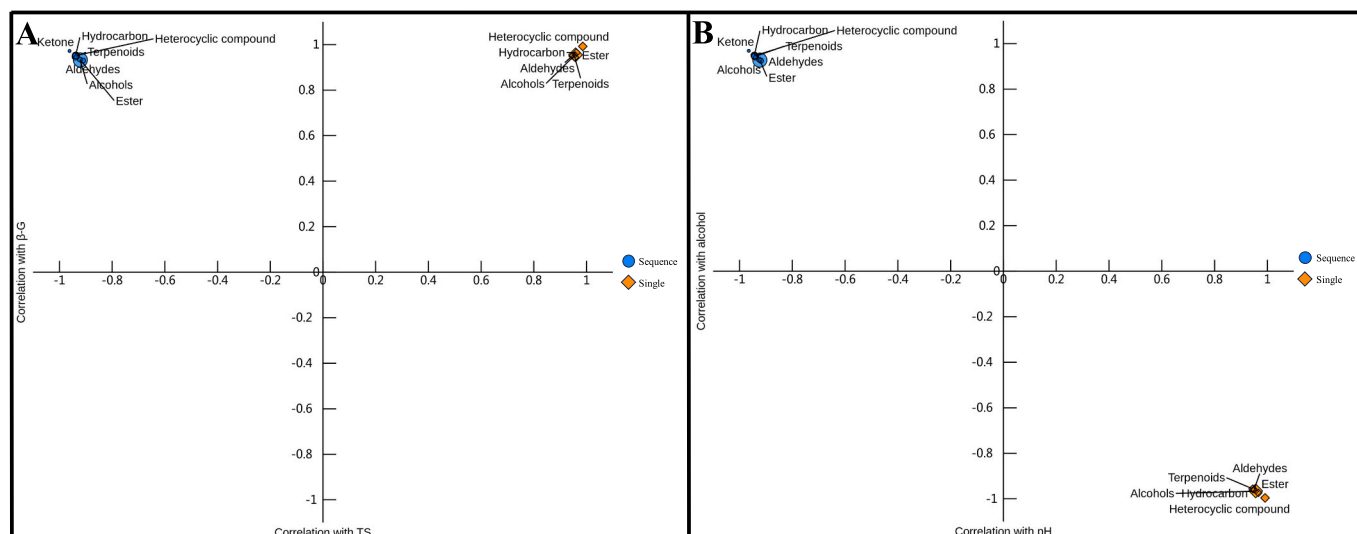 A
Ketone
Hydrocarbon
Heterocyclic compound
Terpenoids
Aldehydes
Alcohols
Ester
Heterocyclic compound
Hydrocarbon
Ester
Aldehydes
Alcohols
Terpenoids
1
0.8
0.6
0.4
0.2
0
-0.2
-0.4
-0.6
-0.8
-1
-1
-0.8
-0.6
-0.4
-0.2
0
0.2
0.4
0.6
0.8
1
Correlation with β-G
Correlation with TS
Sequence
Single
B
Ketone
Hydrocarbon
Heterocyclic compound
Terpenoids
Alcohols
Aldehydes
Ester
1
0.8
0.6
0.4
0.2
-0.2
-0.4
-0.6
-0.8
-1
-1
-0.8
-0.6
-0.4
-0.2
0
0.2
0.4
0.6
0.8
1
Correlation with alcohol
Sequence
Single
Aldehydes
Terpenoids
Ester
Alcohols
Hydrocarbon
Heterocyclic compound
Correlation with pH